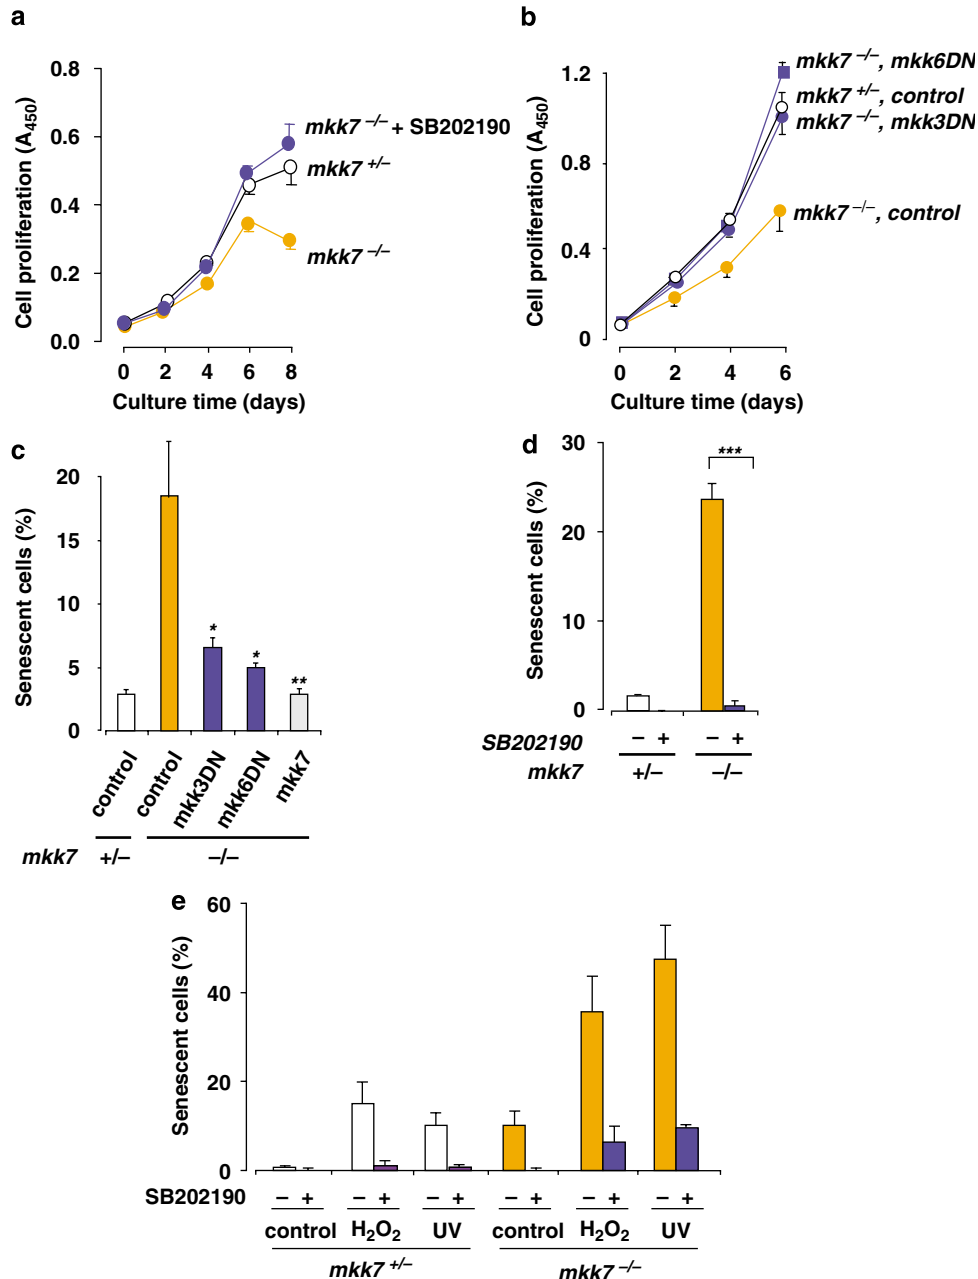 a
0.8
0.6
0.4
0.2
0.0
Cell proliferation (A450)
mkk7 –/– + SB202190
mkk7 +/–
mkk7 –/–
0 2 4 6 8
Culture time (days)
b
1.2
0.8
0.4
0
Cell proliferation (A450)
mkk7 –/–, mkk6DN
mkk7 +/–, control
mkk7 –/–, mkk3DN
mkk7 –/–, control
0 2 4 6
Culture time (days)
c
20
15
10
5
0
Senescent cells (%)
* * **
control control mkk3DN mkk6DN mkk7
mkk7 +/– –/–
d
30
20
10
0
Senescent cells (%)
***
SB202190 – + – +
mkk7 +/– –/–
e
60
40
20
0
Senescent cells (%)
SB202190 – + – + – + – + – + – +
control H2O2 UV control H2O2 UV
mkk7 +/– mkk7 –/–